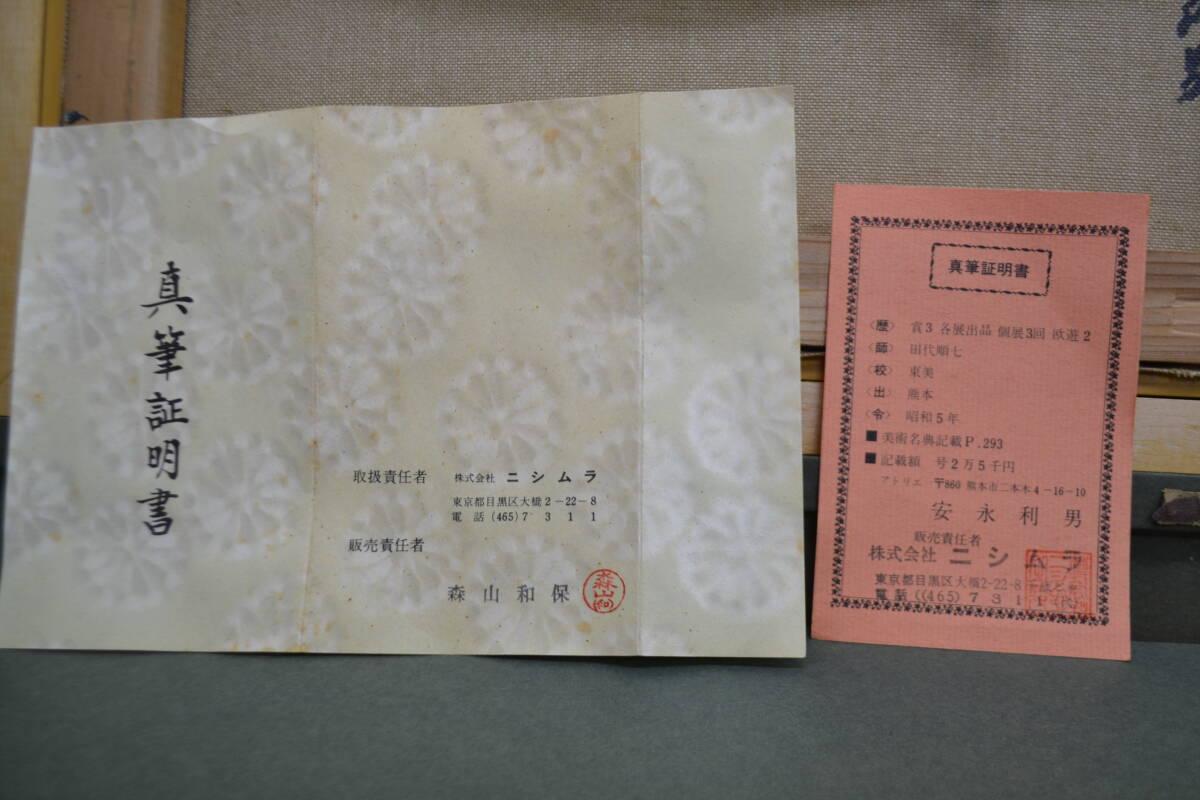 真筆証明書
取扱責任者 株式会社 ニシムラ
東京都目黒区大橋2-22-8
電話(465)7311
販売責任者
森山和保
真筆証明書
〈歴〉 賞3 各展出品 個展3回 欧遊2
〈師〉 田代順七
〈校〉 東美
〈出〉 熊本
〈令〉 昭和5年
■美術名典記載P.293
■記載額 号2万5千円
アトリエ 〒860 熊本市二本木4-16-10
安永利男
販売責任者
株式会社 ニシムラ
東京都目黒区大橋2-22-8
電話((465)7311(代)